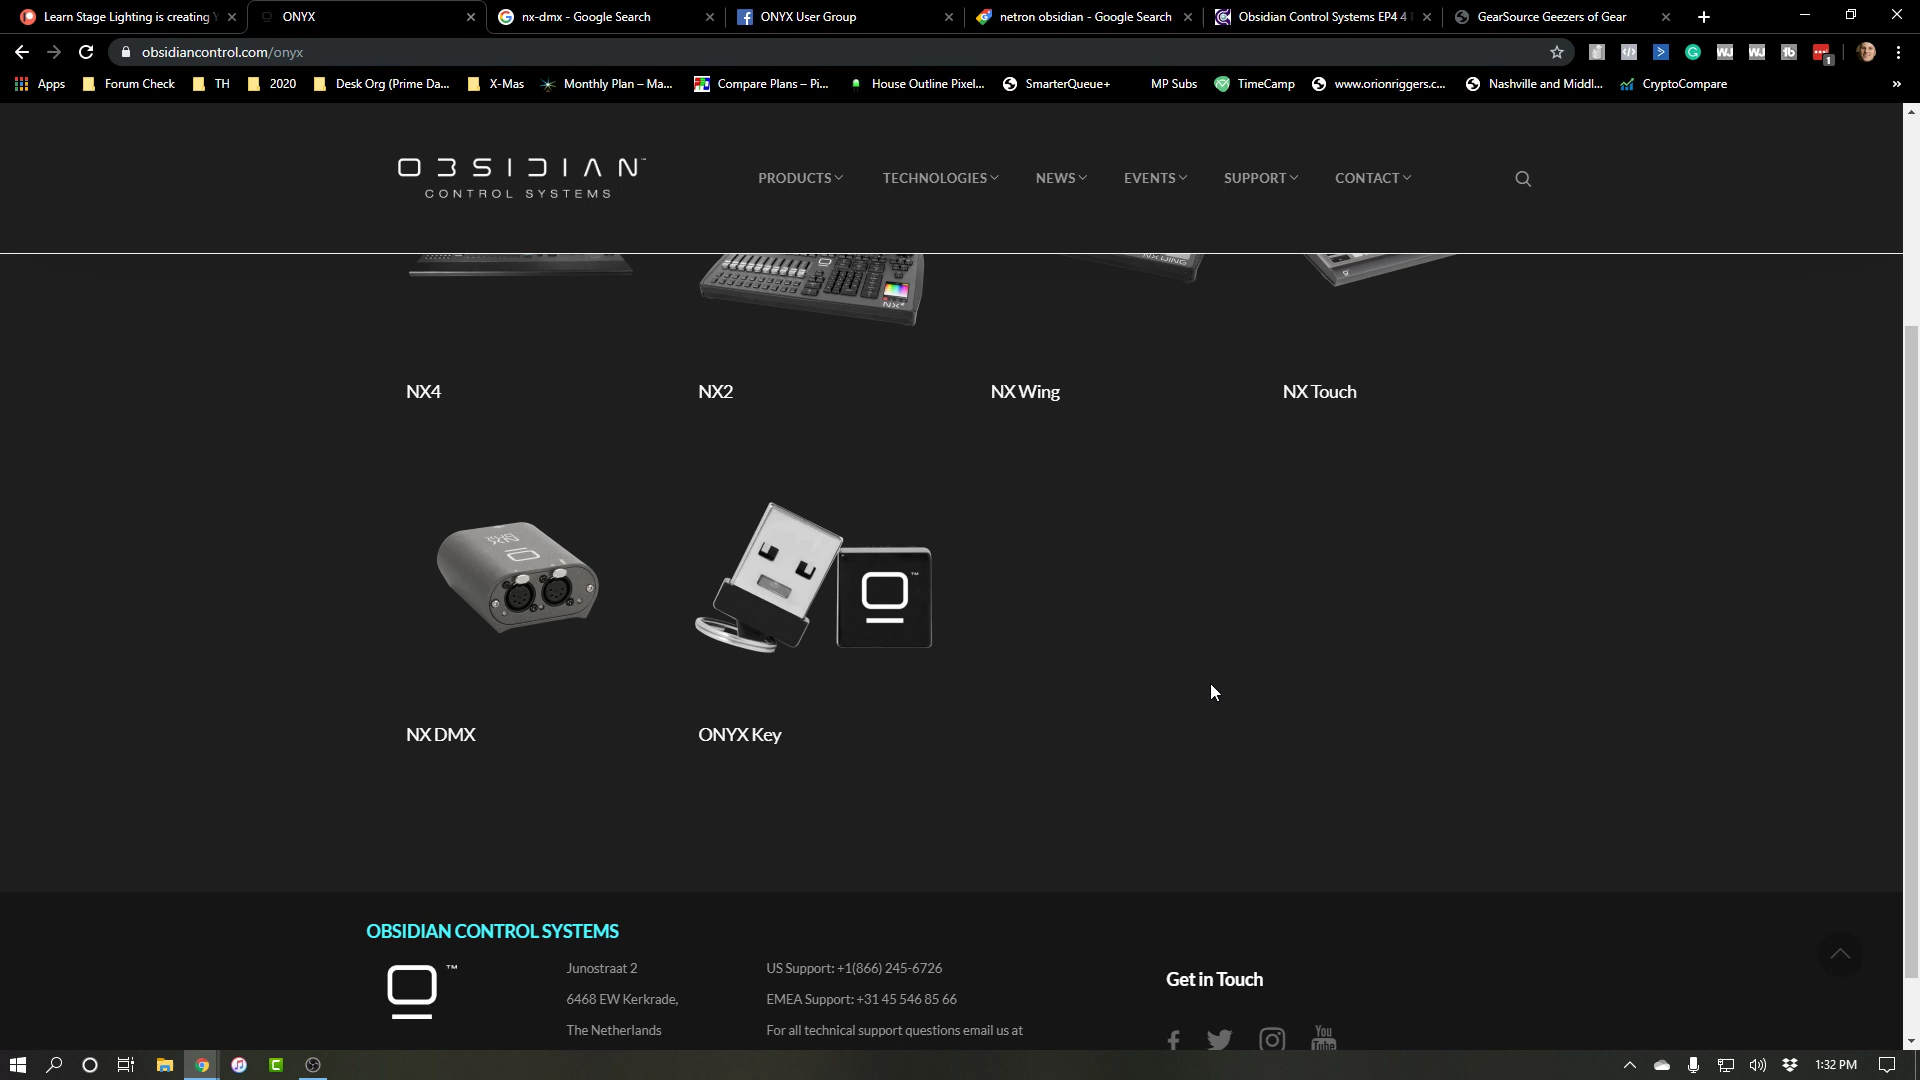 Learn Stage Lighting is creating Y
ONYX
nx-dmx - Google Search
ONYX User Group
netron obsidian - Google Search
Obsidian Control Systems EP4 4
GearSource Geezers of Gear
obsidiancontrol.com/onyx
Apps
Forum Check
TH
2020
Desk Org (Prime Da...
X-Mas
Monthly Plan – Ma...
Compare Plans – Pi...
House Outline Pixel...
SmarterQueue+
MP Subs
TimeCamp
www.orionriggers.c...
Nashville and Middl...
CryptoCompare
»
OBSIDIAN™
CONTROL SYSTEMS
PRODUCTS
TECHNOLOGIES
NEWS
EVENTS
SUPPORT
CONTACT
NX4
NX2
NX Wing
NX Touch
NX DMX
ONYX Key
OBSIDIAN CONTROL SYSTEMS
Junostraat 2
6468 EW Kerkrade,
The Netherlands
US Support: +1(866) 245-6726
EMEA Support: +31 45 546 85 66
For all technical support questions email us at
Get in Touch
You
Tube
1:32 PM